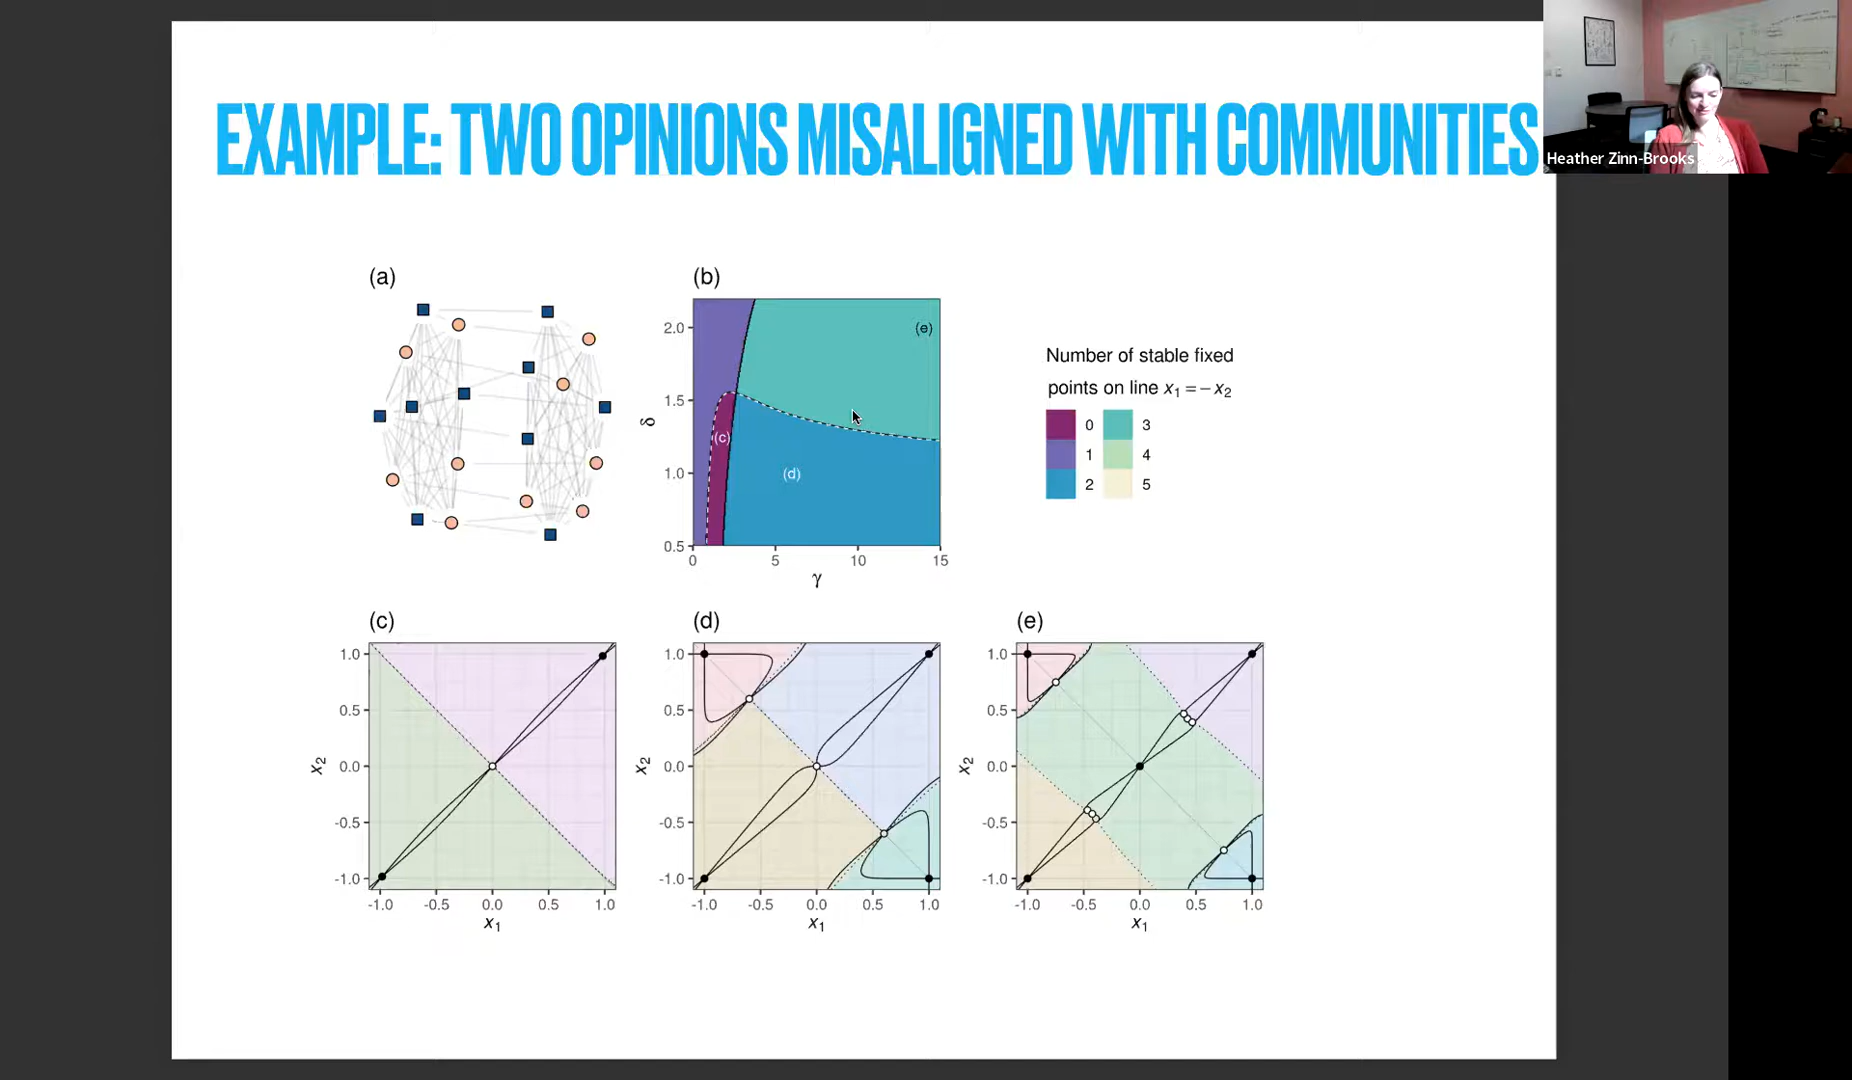 EXAMPLE: TWO OPINIONS MISALIGNED WITH COMMUNITIES
Heather Zinn-Brooks
(a)
(b)
2.0
1.5
1.0
0.5
δ
(e)
(c)
(d)
0 5 10 15
γ
Number of stable fixed
points on line x₁ = −x₂
0 3
1 4
2 5
(c)
1.0
0.5
0.0
-0.5
-1.0
x₂
-1.0 -0.5 0.0 0.5 1.0
x₁
(d)
1.0
0.5
0.0
-0.5
-1.0
x₂
-1.0 -0.5 0.0 0.5 1.0
x₁
(e)
1.0
0.5
0.0
-0.5
-1.0
x₂
-1.0 -0.5 0.0 0.5 1.0
x₁